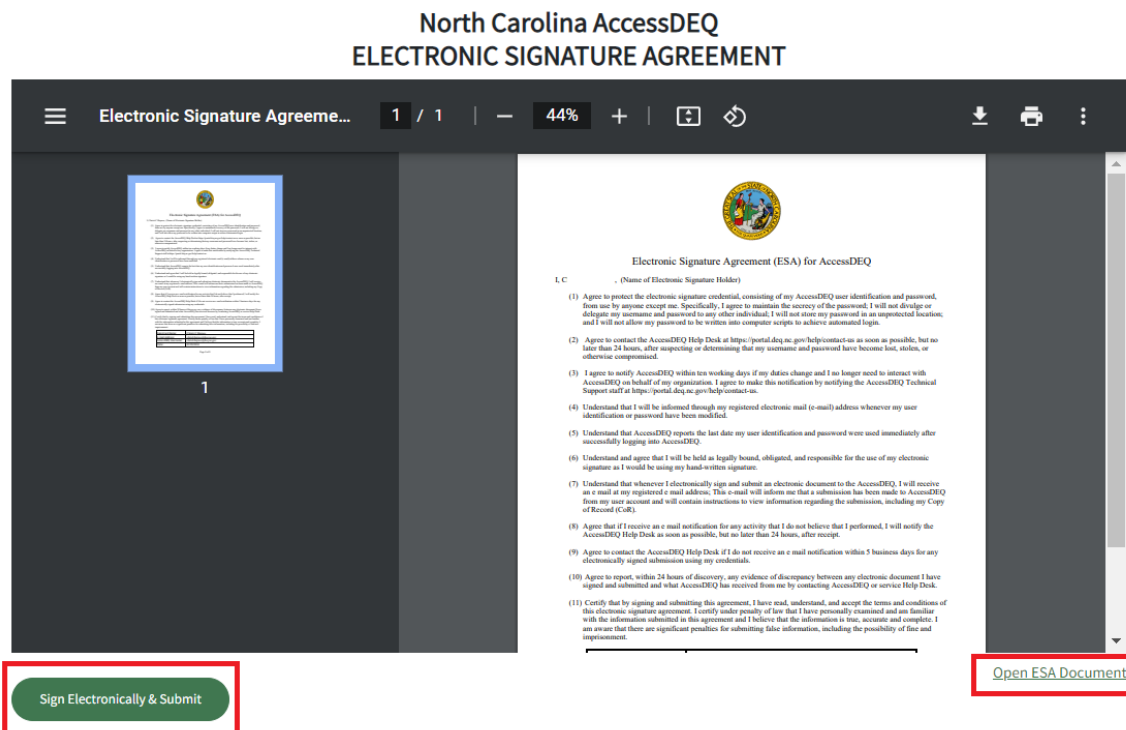 North Carolina AccessDEQ
ELECTRONIC SIGNATURE AGREEMENT
Electronic Signature Agreeme... 1 / 1 44%
1
Electronic Signature Agreement (ESA) for AccessDEQ
I, C , (Name of Electronic Signature Holder)
(1) Agree to protect the electronic signature credential, consisting of my AccessDEQ user identification and password,
from use by anyone except me. Specifically, I agree to maintain the secrecy of the password; I will not divulge or
delegate my username and password to any other individual; I will not store my password in an unprotected location;
and I will not allow my password to be written into computer scripts to achieve automated login.
(2) Agree to contact the AccessDEQ Help Desk at https://portal.deq.nc.gov/help/contact-us as soon as possible, but no
later than 24 hours, after suspecting or determining that my username and password have become lost, stolen, or
otherwise compromised.
(3) I agree to notify AccessDEQ within ten working days if my duties change and I no longer need to interact with
AccessDEQ on behalf of my organization. I agree to make this notification by notifying the AccessDEQ Technical
Support staff at https://portal.deq.nc.gov/help/contact-us.
(4) Understand that I will be informed through my registered electronic mail (e-mail) address whenever my user
identification or password have been modified.
(5) Understand that AccessDEQ reports the last date my user identification and password were used immediately after
successfully logging into AccessDEQ.
(6) Understand and agree that I will be held as legally bound, obligated, and responsible for the use of my electronic
signature as I would be using my hand-written signature.
(7) Understand that whenever I electronically sign and submit an electronic document to the AccessDEQ, I will receive
an e mail at my registered e mail address; This e-mail will inform me that a submission has been made to AccessDEQ
from my user account and will contain instructions to view information regarding the submission, including my Copy
of Record (CoR).
(8) Agree that if I receive an e mail notification for any activity that I do not believe that I performed, I will notify the
AccessDEQ Help Desk as soon as possible, but no later than 24 hours, after receipt.
(9) Agree to contact the AccessDEQ Help Desk if I do not receive an e mail notification within 5 business days for any
electronically signed submission using my credentials.
(10) Agree to report, within 24 hours of discovery, any evidence of discrepancy between any electronic document I have
signed and submitted and what AccessDEQ has received from me by contacting AccessDEQ or service Help Desk.
(11) Certify that by signing and submitting this agreement, I have read, understand, and accept the terms and conditions of
this electronic signature agreement. I certify under penalty of law that I have personally examined and am familiar
with the information submitted in this agreement and I believe that the information is true, accurate and complete. I
am aware that there are significant penalties for submitting false information, including the possibility of fine and
imprisonment.
Sign Electronically & Submit
Open ESA Document